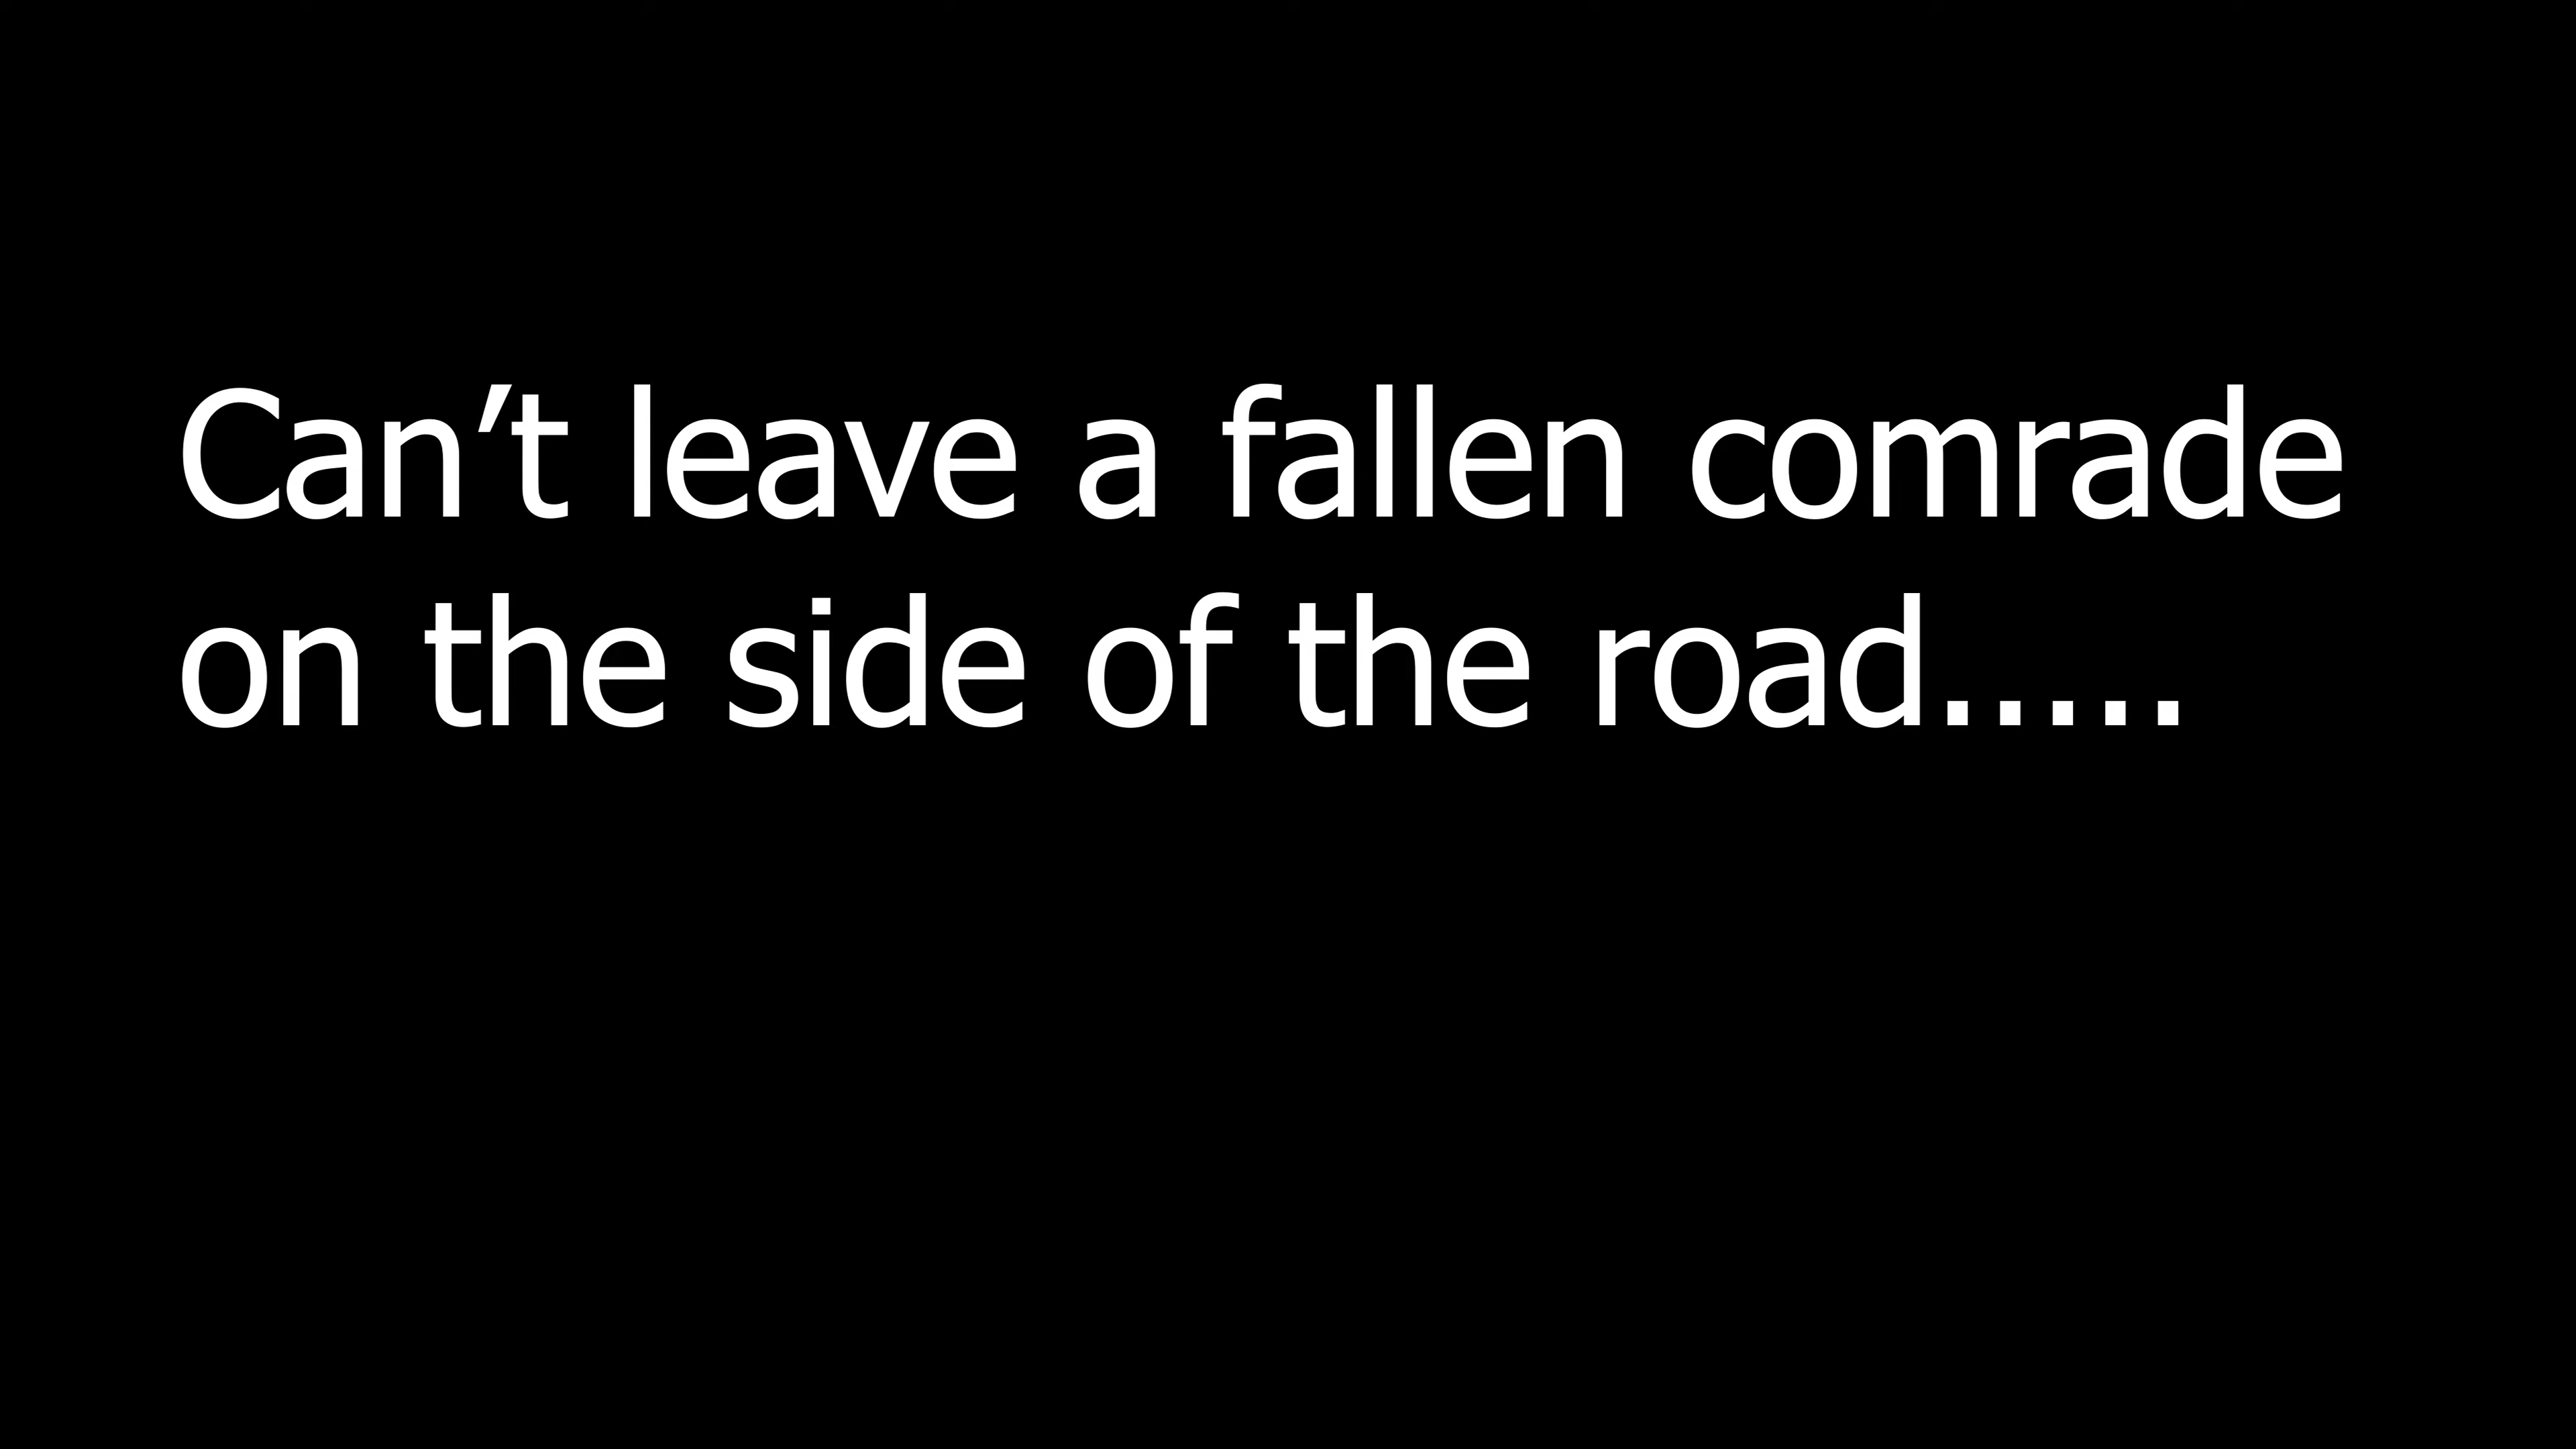 Can’t leave a fallen comrade
on the side of the road.....